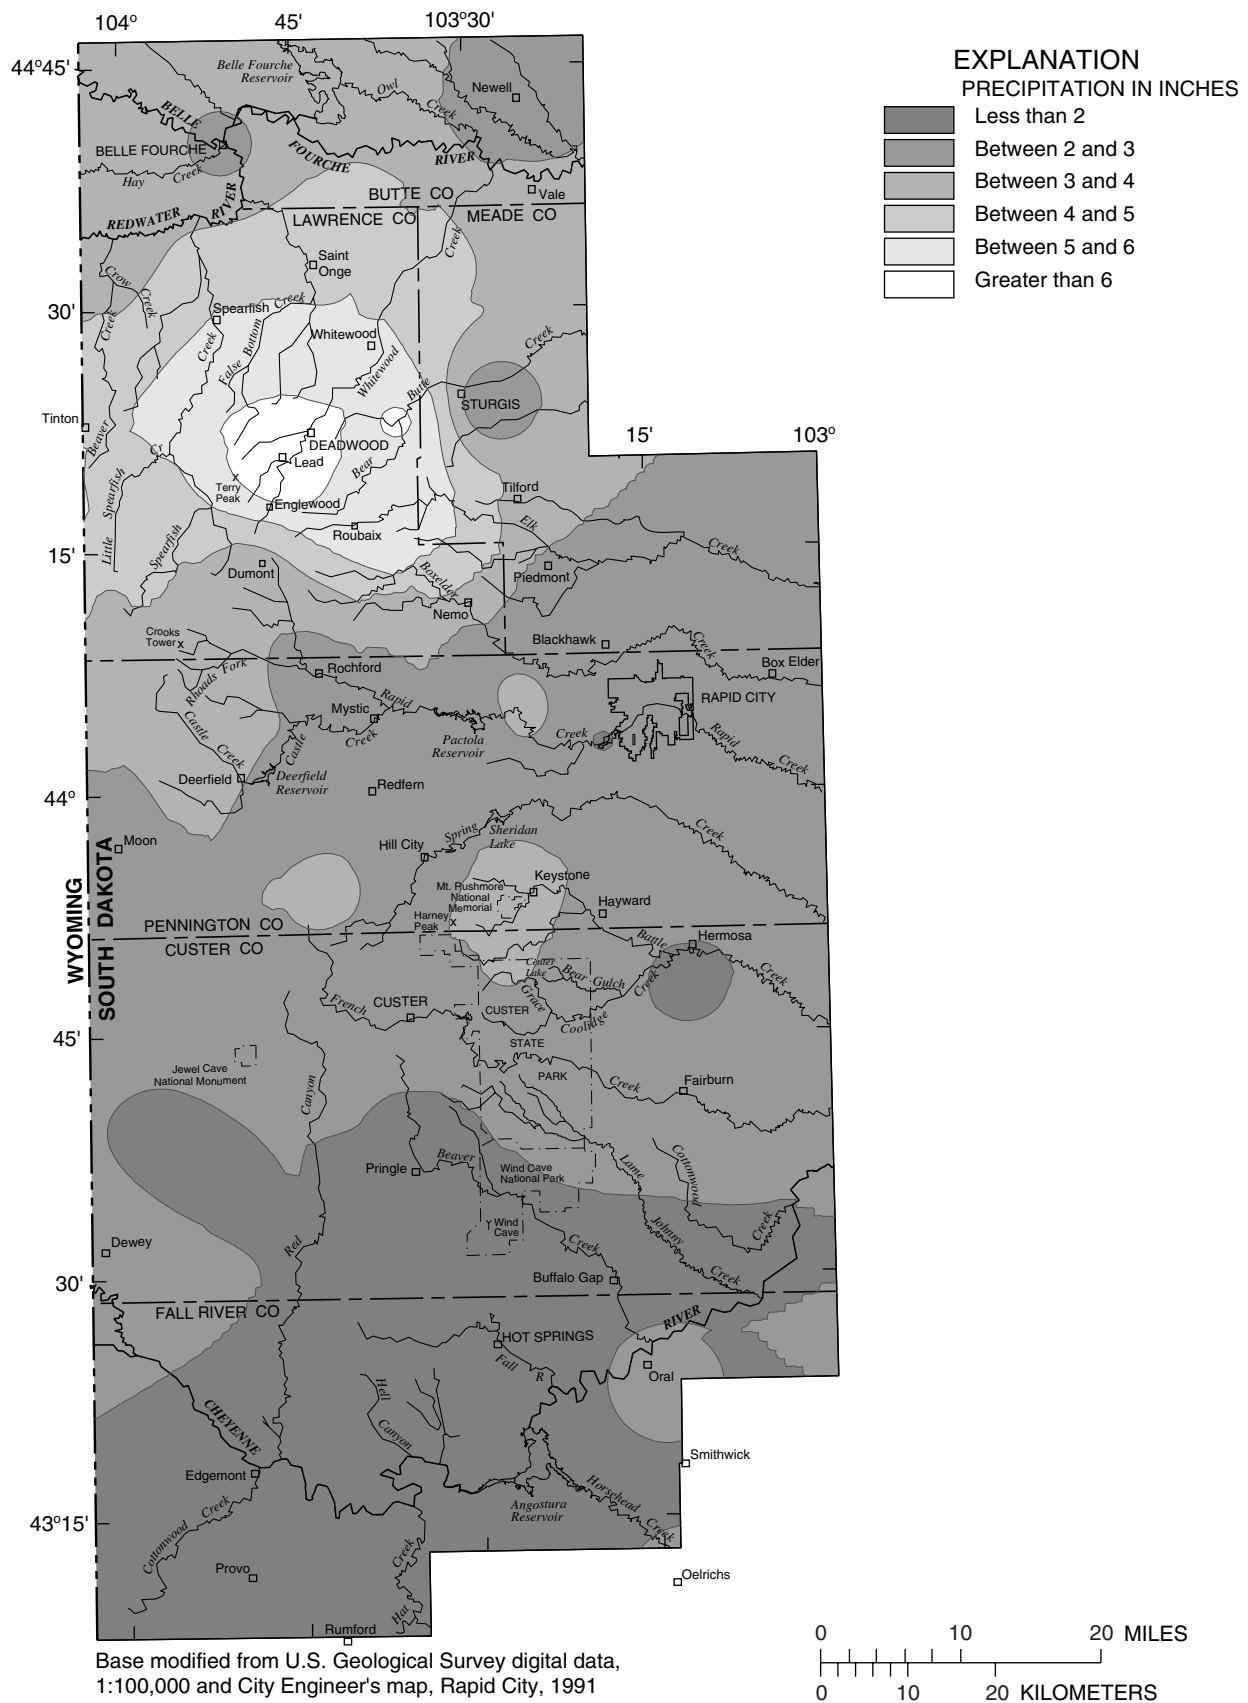 104°
45'
103°30'
44°45'
Belle Fourche
Reservoir
Owl
Creek
Newell
BELLE
BELLE FOURCHE
FOURCHE
RIVER
Hay
Creek
Vale
BUTTE CO
REDWATER
RIVER
LAWRENCE CO
MEADE CO
Creek
Saint
Onge
Crow
Creek
30'
Creek
Spearfish
Creek
Creek
False
Bottom
Whitewood
Whitewood
Creek
Butte
STURGIS
Tinton
Beaver
Cr
DEADWOOD
Lead
Bear
15'
103°
Terry
Peak
Spearfish
Englewood
Tilford
Roubaix
Elk
Creek
Little
Spearfish
15'
Dumont
Boxelder
Piedmont
Nemo
Crooks
Tower
x
Blackhawk
Creek
Box Elder
Rhoads
Fork
Rochford
Rapid
RAPID CITY
Mystic
Creek
Castle
Creek
Castle
Pactola
Reservoir
Creek
Rapid
Creek
Deerfield
Deerfield
Reservoir
Redfern
44°
Moon
Hill City
Spring
Sheridan
Lake
Creek
Mt. Rushmore
National
Memorial
Keystone
Harney
Peak
x
Hayward
WYOMING
SOUTH DAKOTA
PENNINGTON CO
CUSTER CO
Battle
Hermosa
Creek
Center
Lake
Bear
Gulch
Creek
Grace
Coolidge
French
CUSTER
CUSTER
STATE
PARK
45'
Jewel Cave
National Monument
Canyon
Creek
Fairburn
Pringle
Beaver
Wind Cave
National Park
Lame
Cottonwood
Wind
Cave
Johnny
Creek
Creek
Dewey
Red
Creek
Buffalo Gap
30'
FALL RIVER CO
RIVER
HOT SPRINGS
Fall
R
Oral
Hell
Canyon
CHEYENNE
Smithwick
Edgemont
Creek
Cottonwood
Angostura
Reservoir
Horsehead
Creek
43°15'
Provo
Creek
Hat
Oelrichs
Rumford
EXPLANATION
PRECIPITATION IN INCHES
Less than 2
Between 2 and 3
Between 3 and 4
Between 4 and 5
Between 5 and 6
Greater than 6
Base modified from U.S. Geological Survey digital data,
1:100,000 and City Engineer's map, Rapid City, 1991
0 10 20 MILES
0 10 20 KILOMETERS